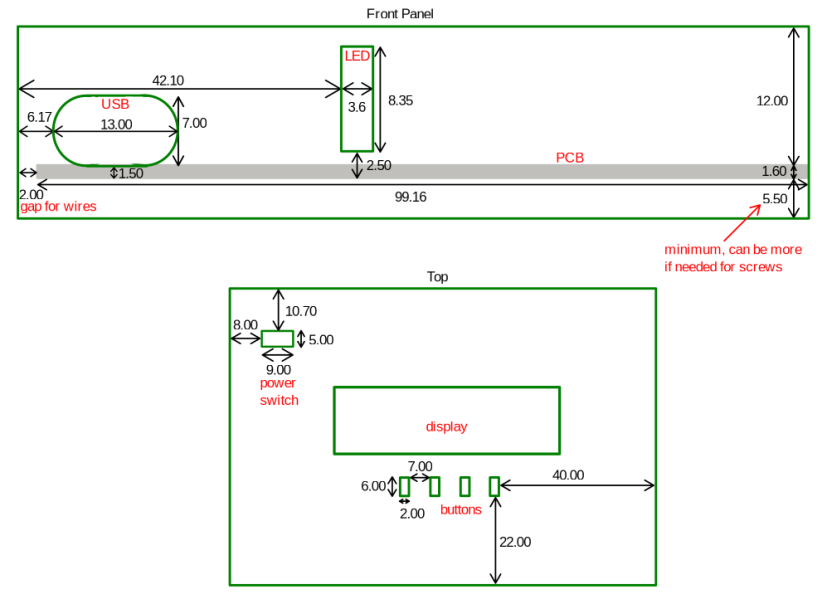 Front Panel
LED
42.10
12.00
USB
8.35
3.6
6.17
13.00
7.00
PCB
2.50
1.50
1.60
2.00
99.16
5.50
gap for wires
minimum, can be more
if needed for screws
Top
10.70
8.00
5.00
9.00
power
switch
display
7.00
40.00
6.00
2.00
buttons
22.00